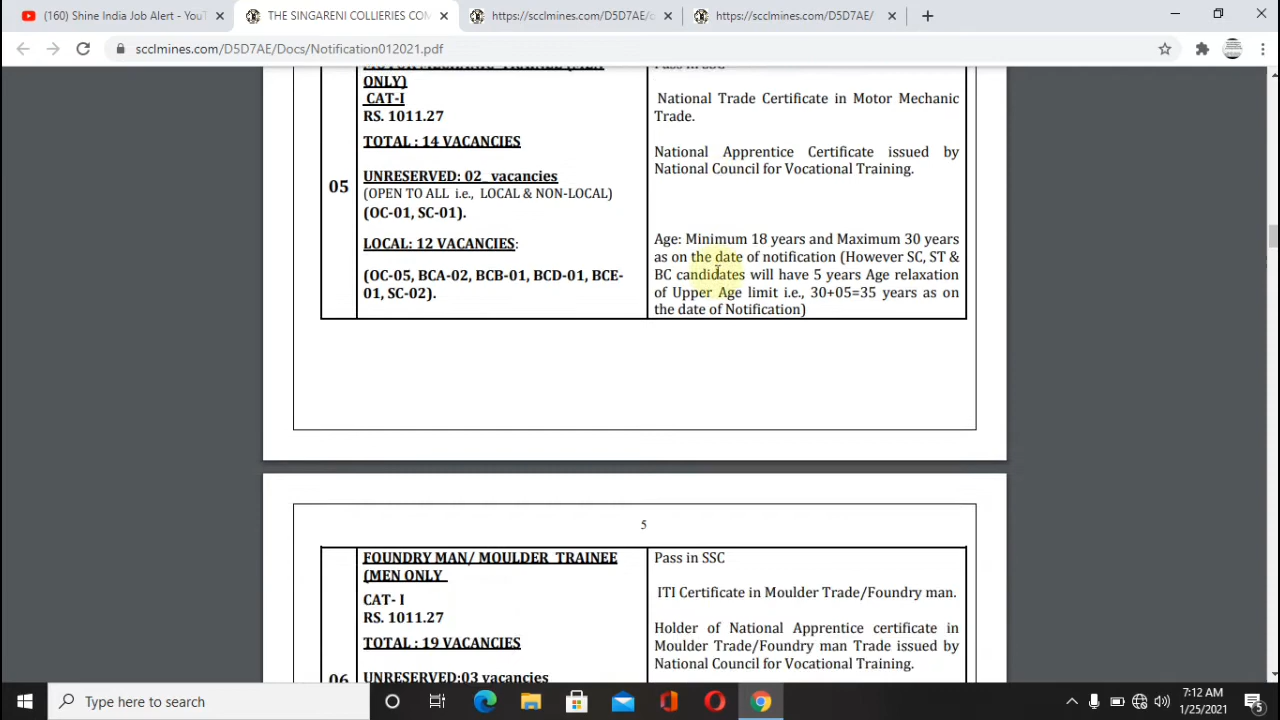 (160) Shine India Job Alert - YouT
THE SINGARENI COLLIERIES COM
https://scclmines.com/D5D7AE/
https://scclmines.com/D5D7AE/
scclmines.com/D5D7AE/Docs/Notification012021.pdf
ONLY)
CAT-I
RS. 1011.27
TOTAL : 14 VACANCIES
05
UNRESERVED: 02 vacancies
(OPEN TO ALL i.e., LOCAL & NON-LOCAL)
(OC-01, SC-01).
LOCAL: 12 VACANCIES:
(OC-05, BCA-02, BCB-01, BCD-01, BCE-
01, SC-02).
Pass in SSC
National Trade Certificate in Motor Mechanic
Trade.
National Apprentice Certificate issued by
National Council for Vocational Training.
Age: Minimum 18 years and Maximum 30 years
as on the date of notification (However SC, ST &
BC candidates will have 5 years Age relaxation
of Upper Age limit i.e., 30+05=35 years as on
the date of Notification)
5
FOUNDRY MAN/ MOULDER TRAINEE
(MEN ONLY
CAT- I
RS. 1011.27
TOTAL : 19 VACANCIES
06
UNRESERVED:03 vacancies
Pass in SSC
ITI Certificate in Moulder Trade/Foundry man.
Holder of National Apprentice certificate in
Moulder Trade/Foundry man Trade issued by
National Council for Vocational Training.
Type here to search
7:12 AM
1/25/2021
5